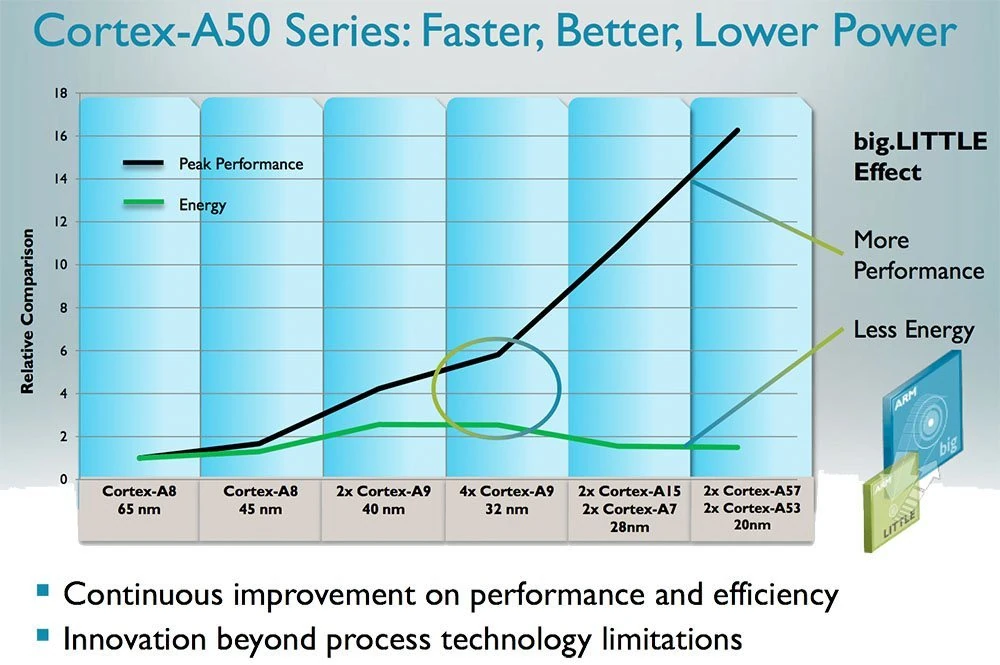 Cortex-A50 Series: Faster, Better, Lower Power
18
16
14
12
10
8
6
4
2
0
Relative Comparison
Peak Performance
Energy
big.LITTLE
Effect
More
Performance
Less Energy
ARM
big
ARM
LITTLE
Cortex-A8
65 nm
Cortex-A8
45 nm
2x Cortex-A9
40 nm
4x Cortex-A9
32 nm
2x Cortex-A15
2x Cortex-A7
28nm
2x Cortex-A57
2x Cortex-A53
20nm
Continuous improvement on performance and efficiency
Innovation beyond process technology limitations